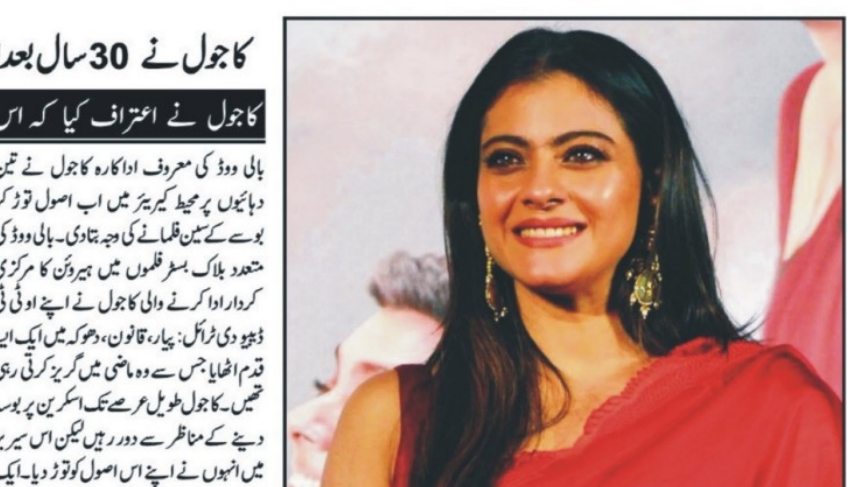 کاجول نے 30 سال بعد
کاجول نے اعتراف کیا کہ اس
بالی ووڈ کی معروف اداکارہ کاجول نے تین
دہائیوں پر محیط کیریئر میں اب اصول توڑ کر
بوسے کے سین فلمانے کی وجہ بتادی۔ بالی ووڈ کی
متعدد بلاک بسٹر فلموں میں ہیروئن کا مرکزی
کردار ادا کرنے والی کاجول نے اپنے او ٹی ٹی
ڈیبیو دی ٹرائل: پیار، قانون، دھوکہ میں ایک ایسا
قدم اٹھایا جس سے وہ ماضی میں گریز کرتی رہی
تھیں۔ کاجول طویل عرصے تک اسکرین پر بوسہ
دینے کے مناظر سے دور رہیں لیکن اس سیریز
میں انہوں نے اپنے اس اصول کو توڑ دیا۔ ایک